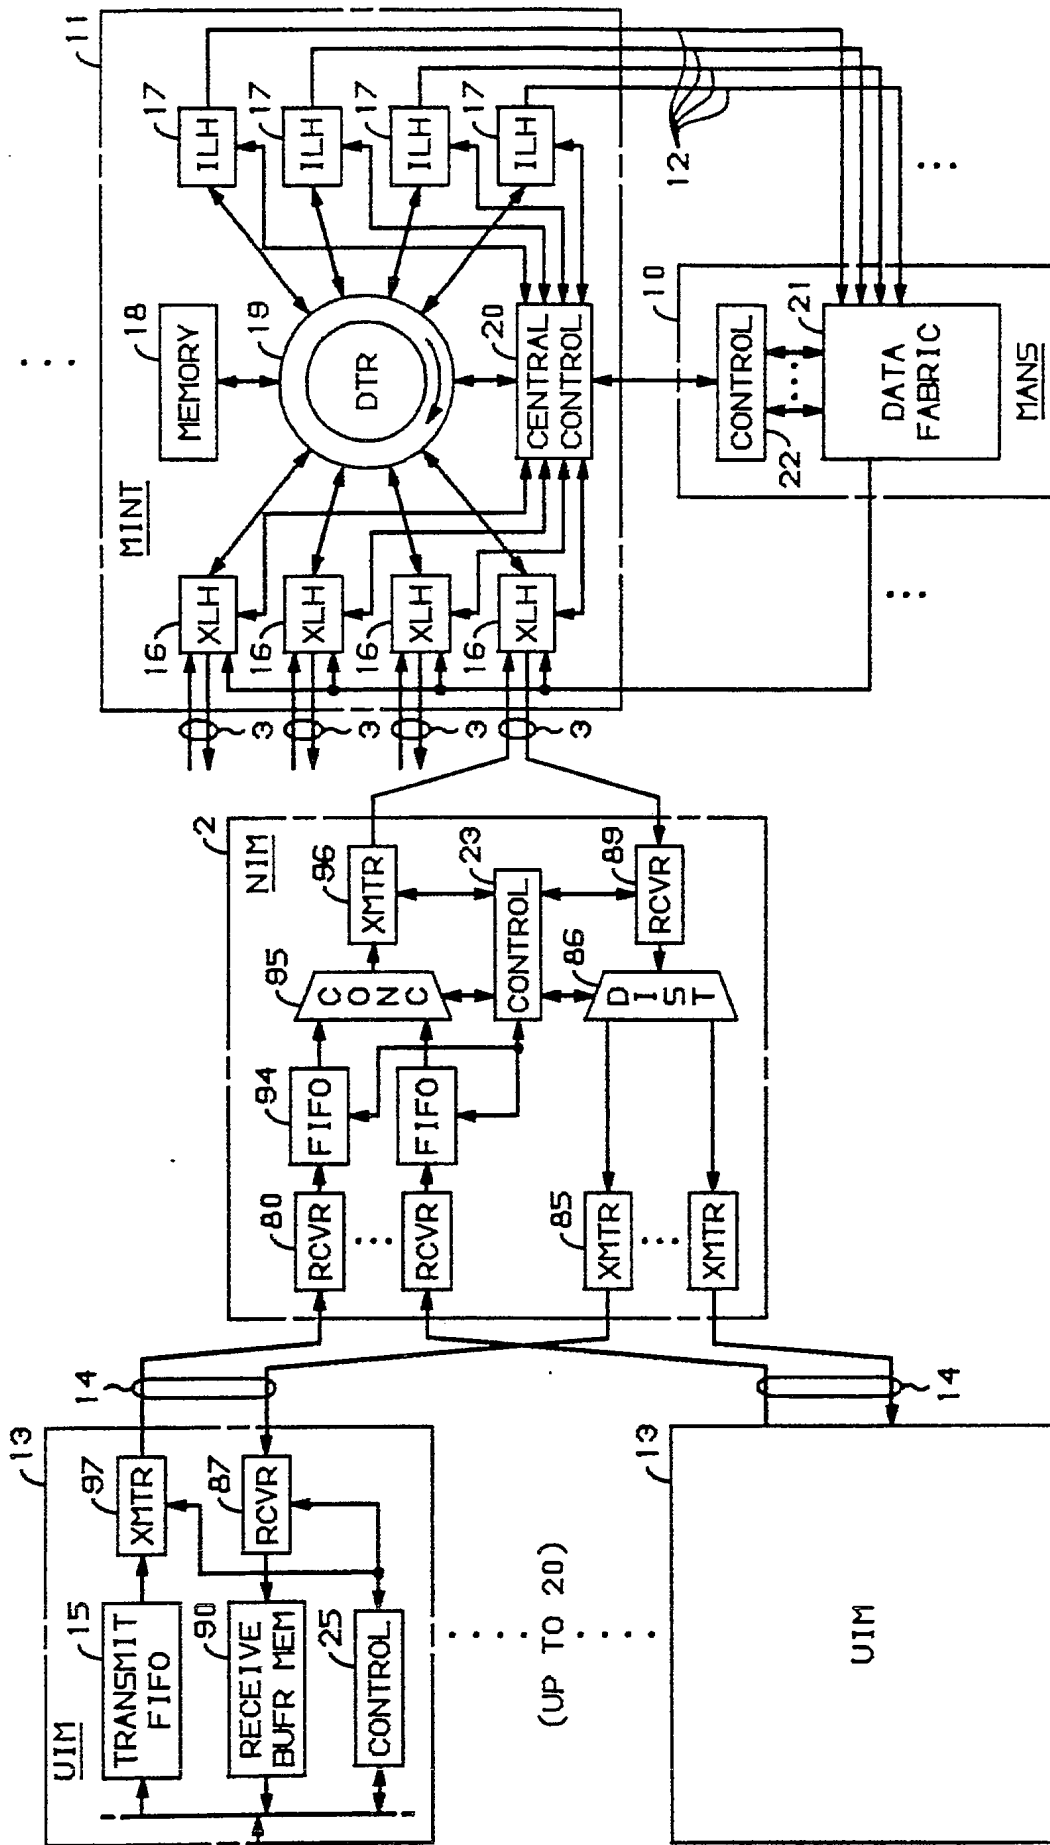 UIM
13
15
TRANSMIT
FIFO
97
XMTR
90
RECEIVE
BUFR MEM
87
RCVR
25
CONTROL
14
(UP TO 20)
13
UIM
14
2
NIM
80
RCVR
94
FIFO
95
CONC
96
XMTR
RCVR
FIFO
23
CONTROL
85
XMTR
86
DIST
89
RCVR
XMTR
11
MINT
3
3
3
3
16
XLH
16
XLH
16
XLH
16
XLH
18
MEMORY
19
DTR
20
CENTRAL
CONTROL
17
ILH
17
ILH
17
ILH
17
ILH
12
10
CONTROL
22
21
DATA
FABRIC
MANS